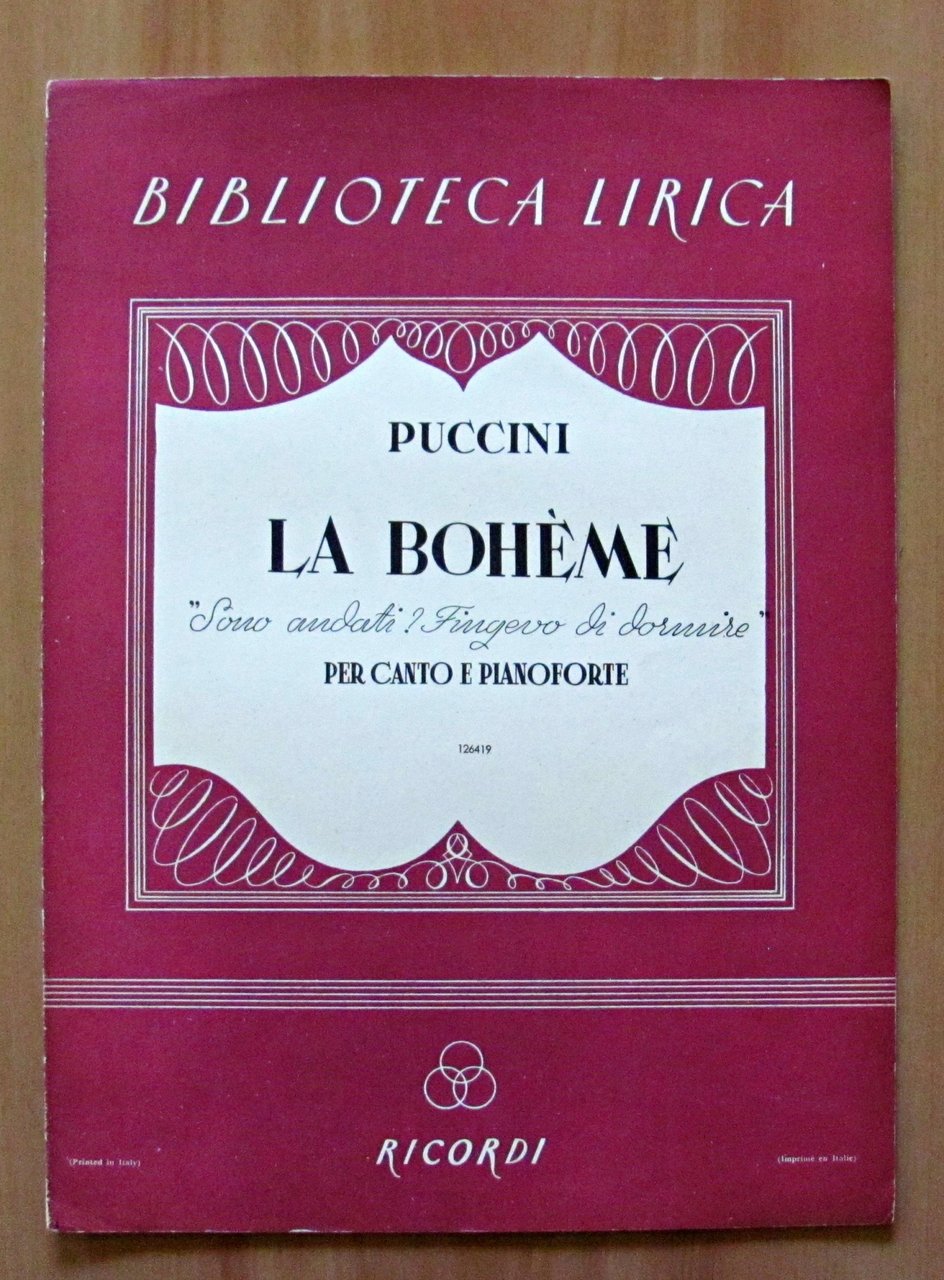 BIBLIOTECA LIRICA
PUCCINI
LA BOHÈME
"Sono andati? Fingevo di dormire"
PER CANTO E PIANOFORTE
126419
RICORDI
(Printed in Italy)
(Imprimé en Italie)